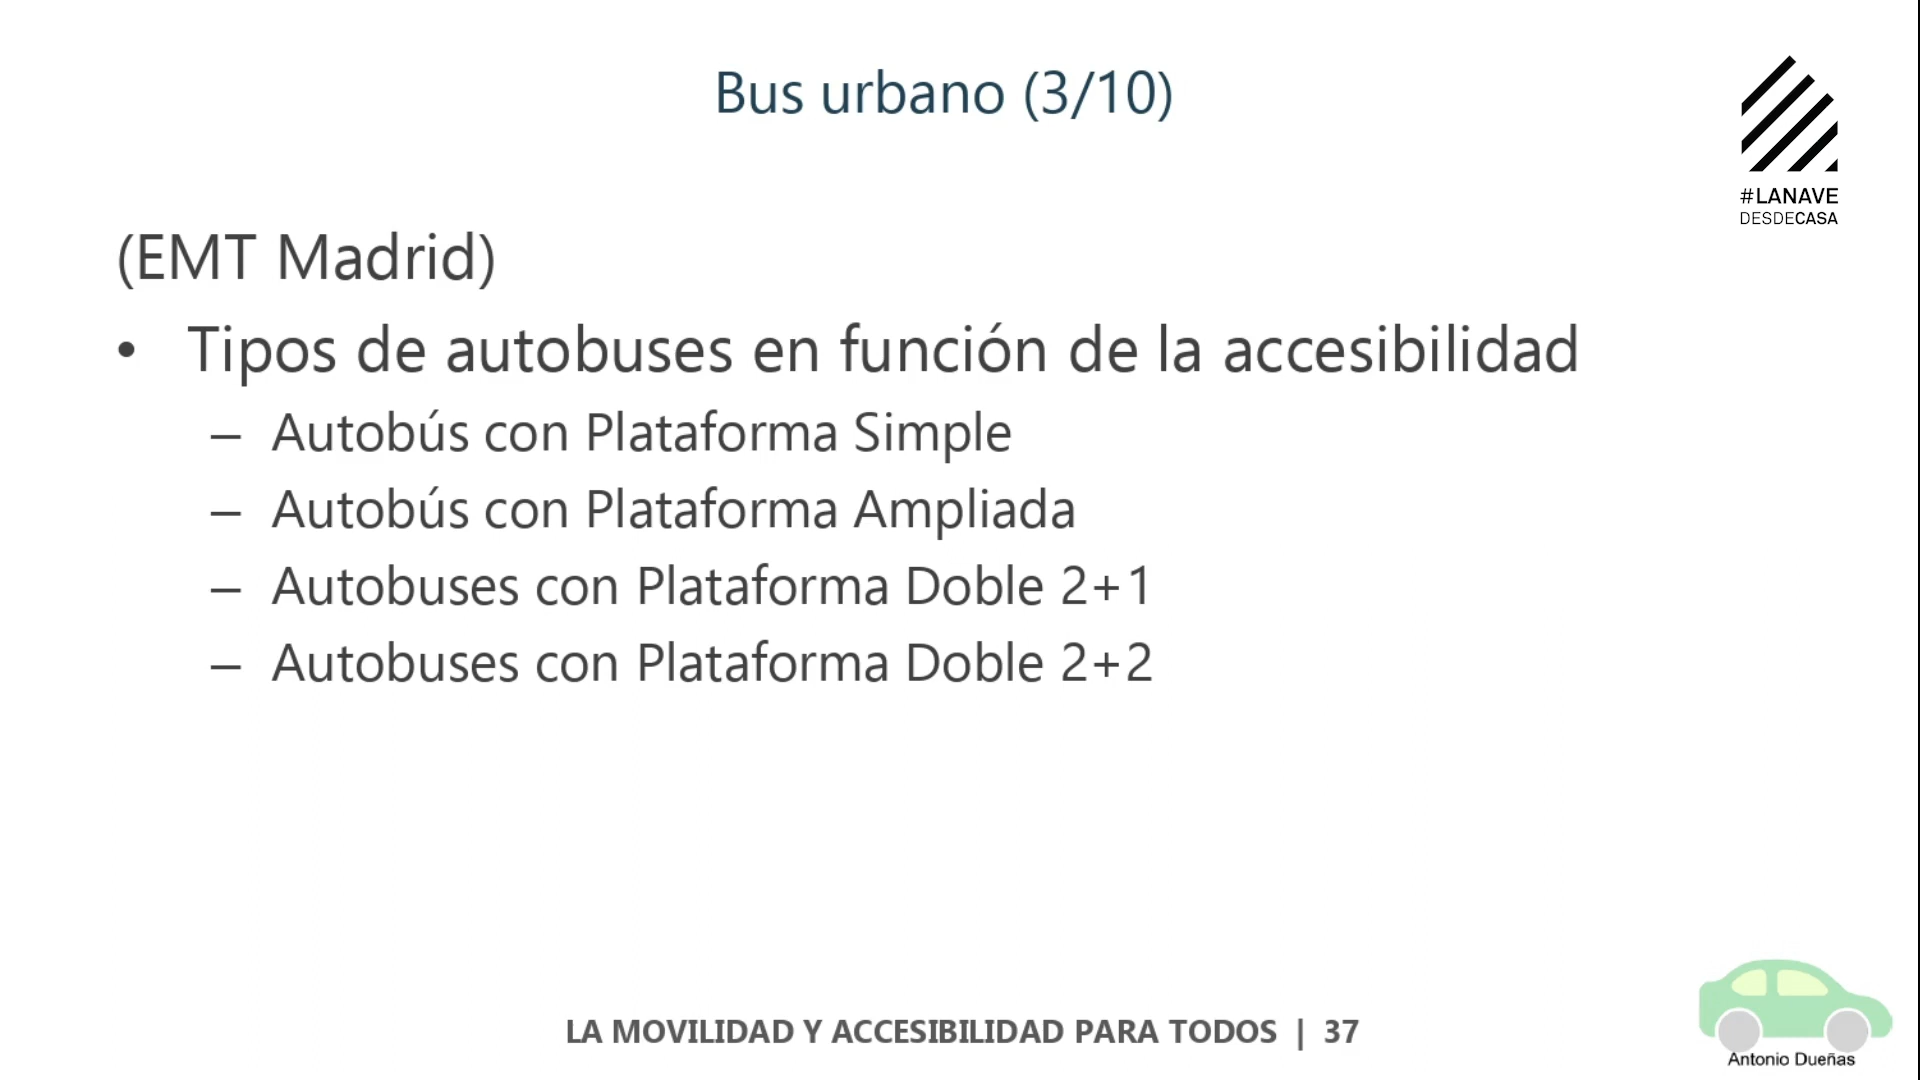 Bus urbano (3/10)
#LANAVE
DESDECASA
(EMT Madrid)
• Tipos de autobuses en función de la accesibilidad
– Autobús con Plataforma Simple
– Autobús con Plataforma Ampliada
– Autobuses con Plataforma Doble 2+1
– Autobuses con Plataforma Doble 2+2
LA MOVILIDAD Y ACCESIBILIDAD PARA TODOS | 37
Antonio Dueñas